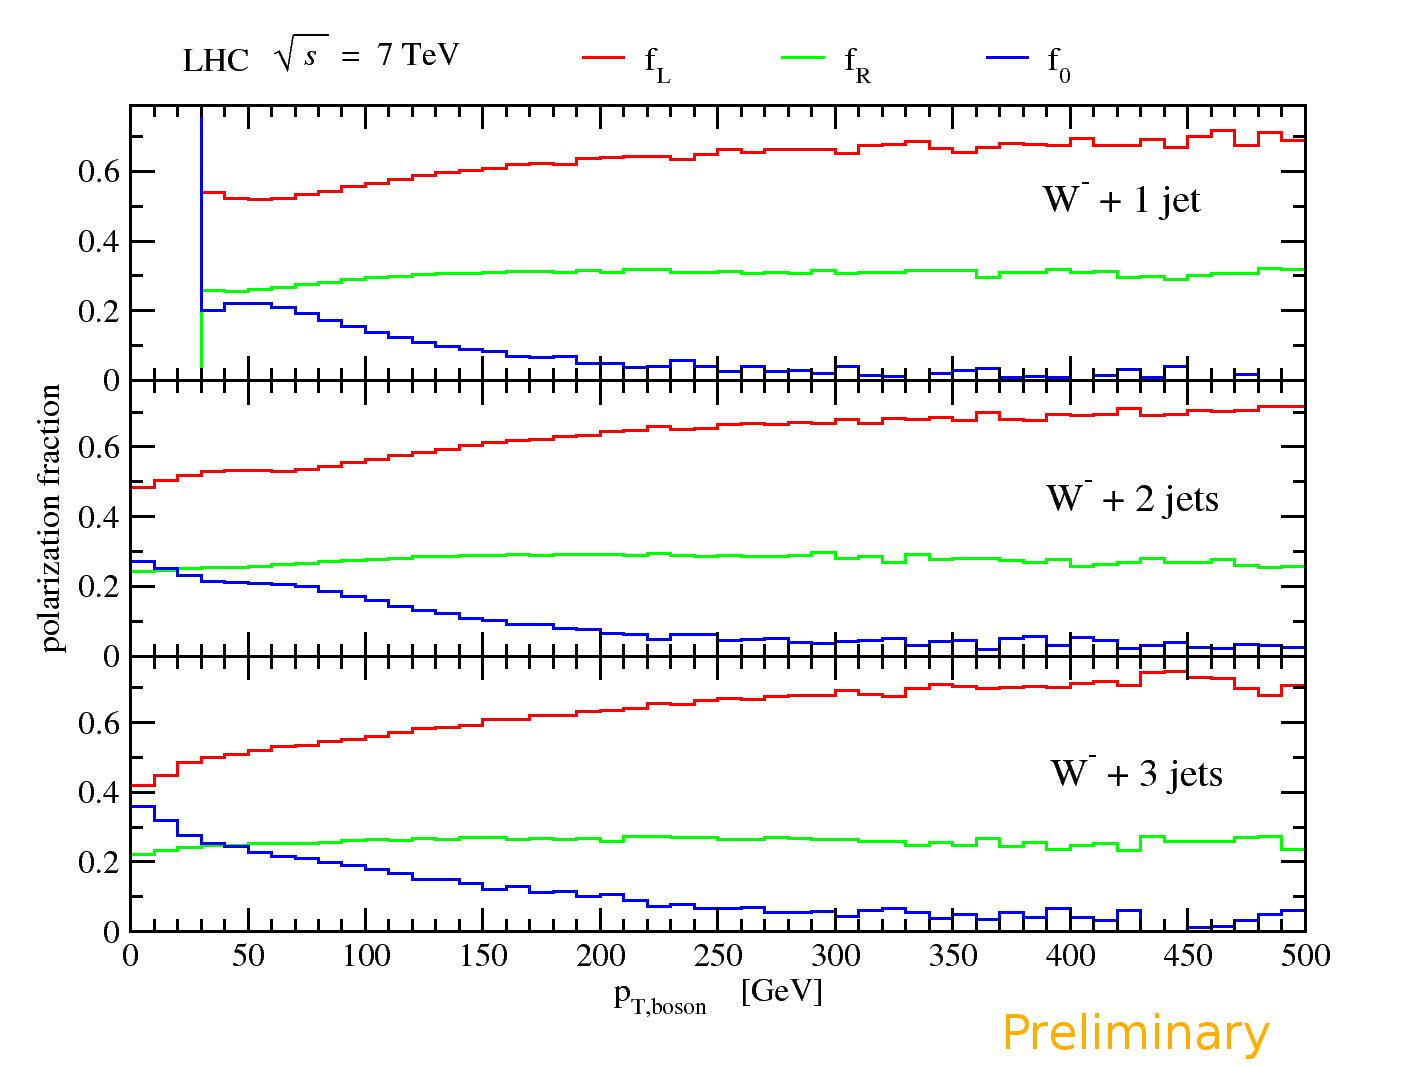 LHC √s = 7 TeV f_L f_R f_0
0.6
0.4
0.2
0
W^- + 1 jet
0.6
0.4
0.2
0
W^- + 2 jets
0.6
0.4
0.2
0
W^- + 3 jets
polarization fraction
0 50 100 150 200 250 300 350 400 450 500
p_T,boson [GeV]
Preliminary